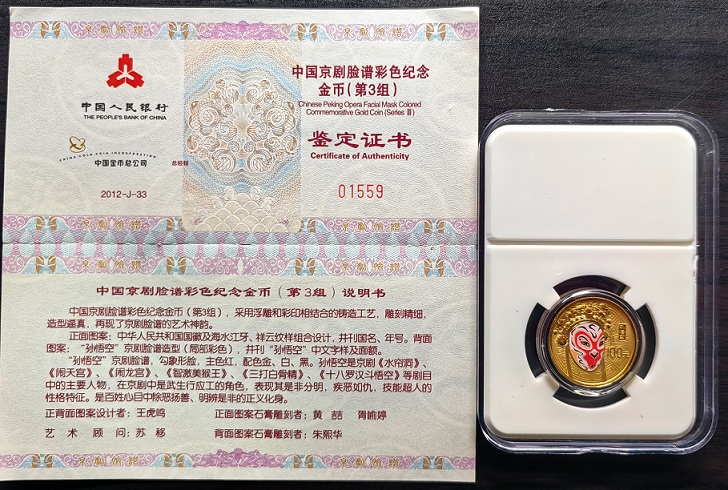 中国人民银行
THE PEOPLE'S BANK OF CHINA
CHINA GOLD COIN INCORPORATION
中国金币总公司
总经销
2012-J-33
中国京剧脸谱彩色纪念
金币(第3组)
Chinese Peking Opera Facial Mask Colored
Commemorative Gold Coin (Series Ⅲ)
鉴定证书
Certificate of Authenticity
01559
中国京剧脸谱彩色纪念金币(第3组)说明书
中国京剧脸谱彩色纪念金币(第3组),采用浮雕和彩印相结合的铸造工艺,雕刻精细,
造型逼真,再现了京剧脸谱的艺术神韵。
正面图案:中华人民共和国国徽及海水江牙、祥云纹样组合设计,并刊国名、年号。背面
图案:“孙悟空”京剧脸谱造型(局部彩色),并刊“孙悟空”中文字样及面额。
“孙悟空”京剧脸谱,勾象形脸,主色红,配色金、白、黑。孙悟空是京剧《水帘洞》、
《闹天宫》、《闹龙宫》、《智激美猴王》、《三打白骨精》、《十八罗汉斗悟空》等剧目
中的主要人物,在京剧中是武生行应工的角色,表现其是非分明,疾恶如仇,技能超人的
性格特征。是百姓心目中除恶扬善、明辨是非的正义化身。
正背面图案设计者:王虎鸣
正面图案石膏雕刻者:黄喆 周婉婷
艺术顾问:苏移
背面图案石膏雕刻者:朱熙华